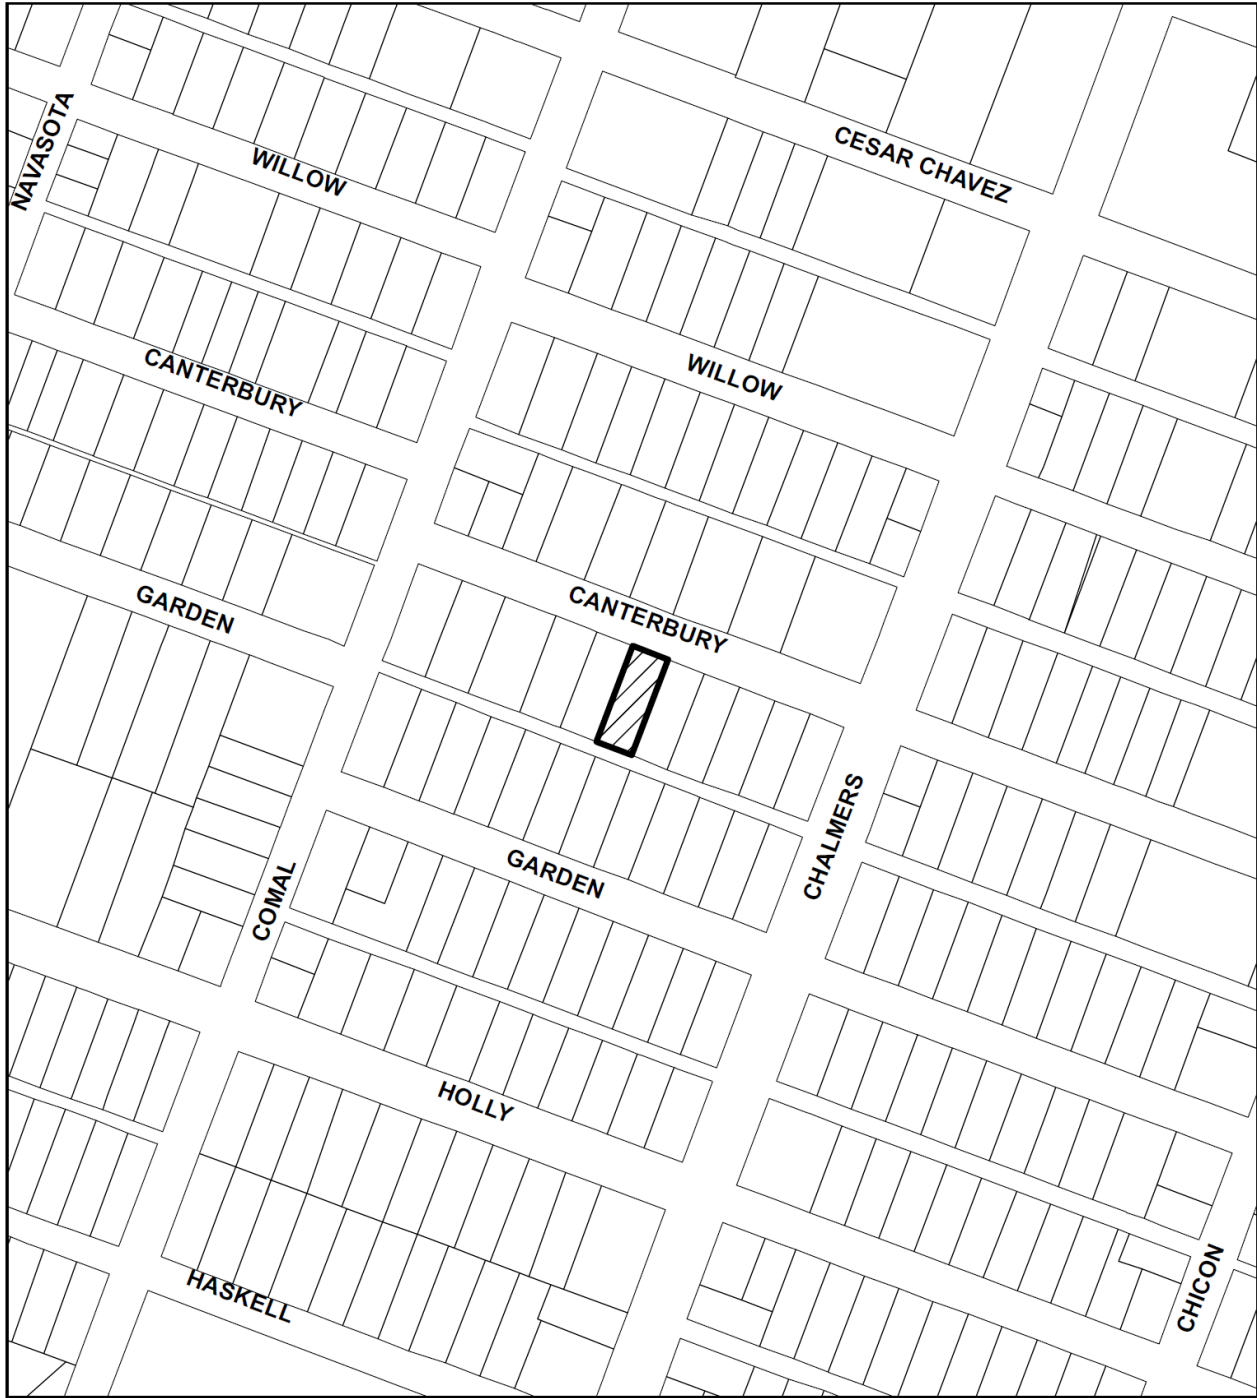 NAVASOTA
WILLOW
CESAR CHAVEZ
CANTERBURY
WILLOW
GARDEN
CANTERBURY
COMAL
GARDEN
CHALMERS
HOLLY
HASKELL
CHICON